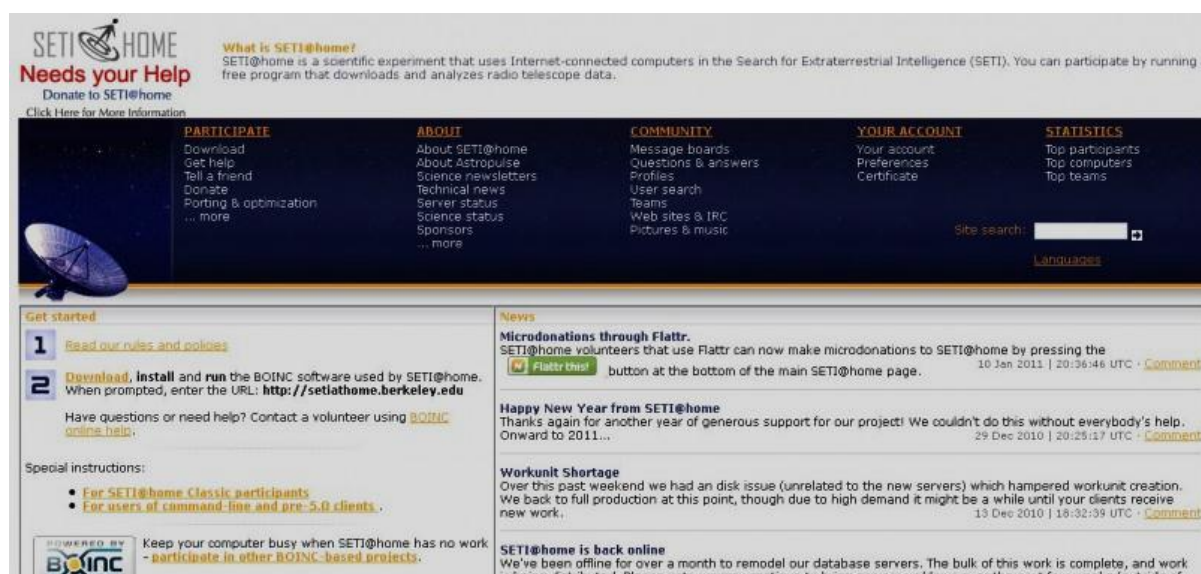 SETI@HOME
Needs your Help
Donate to SETI@home
Click Here for More Information
What is SETI@home?
SETI@home is a scientific experiment that uses Internet-connected computers in the Search for Extraterrestrial Intelligence (SETI). You can participate by running
free program that downloads and analyzes radio telescope data.
PARTICIPATE
Download
Get help
Tell a friend
Donate
Porting & optimization
... more
ABOUT
About SETI@home
About Astropulse
Science newsletters
Technical news
Server status
Science status
Sponsors
... more
COMMUNITY
Message boards
Questions & answers
Profiles
User search
Teams
Web sites & IRC
Pictures & music
YOUR ACCOUNT
Your account
Preferences
Certificate
STATISTICS
Top participants
Top computers
Top teams
Site search:
Languages
Get started
1 Read our rules and policies
2 Download, install and run the BOINC software used by SETI@home.
When prompted, enter the URL: http://setiathome.berkeley.edu
Have questions or need help? Contact a volunteer using BOINC
online help.
Special instructions:
• For SETI@home Classic participants
• For users of command-line and pre-5.0 clients .
POWERED BY
BOINC
Keep your computer busy when SETI@home has no work
- participate in other BOINC-based projects.
News
Microdonations through Flattr.
SETI@home volunteers that use Flattr can now make microdonations to SETI@home by pressing the
Flattr this! button at the bottom of the main SETI@home page.
10 Jan 2011 | 20:36:46 UTC · Comment
Happy New Year from SETI@home
Thanks again for another year of generous support for our project! We couldn't do this without everybody's help.
Onward to 2011...
29 Dec 2010 | 20:25:17 UTC · Comment
Workunit Shortage
Over this past weekend we had an disk issue (unrelated to the new servers) which hampered workunit creation.
We back to full production at this point, though due to high demand it might be a while until your clients receive
new work.
13 Dec 2010 | 18:32:39 UTC · Comment
SETI@home is back online
We've been offline for over a month to remodel our database servers. The bulk of this work is complete, and work